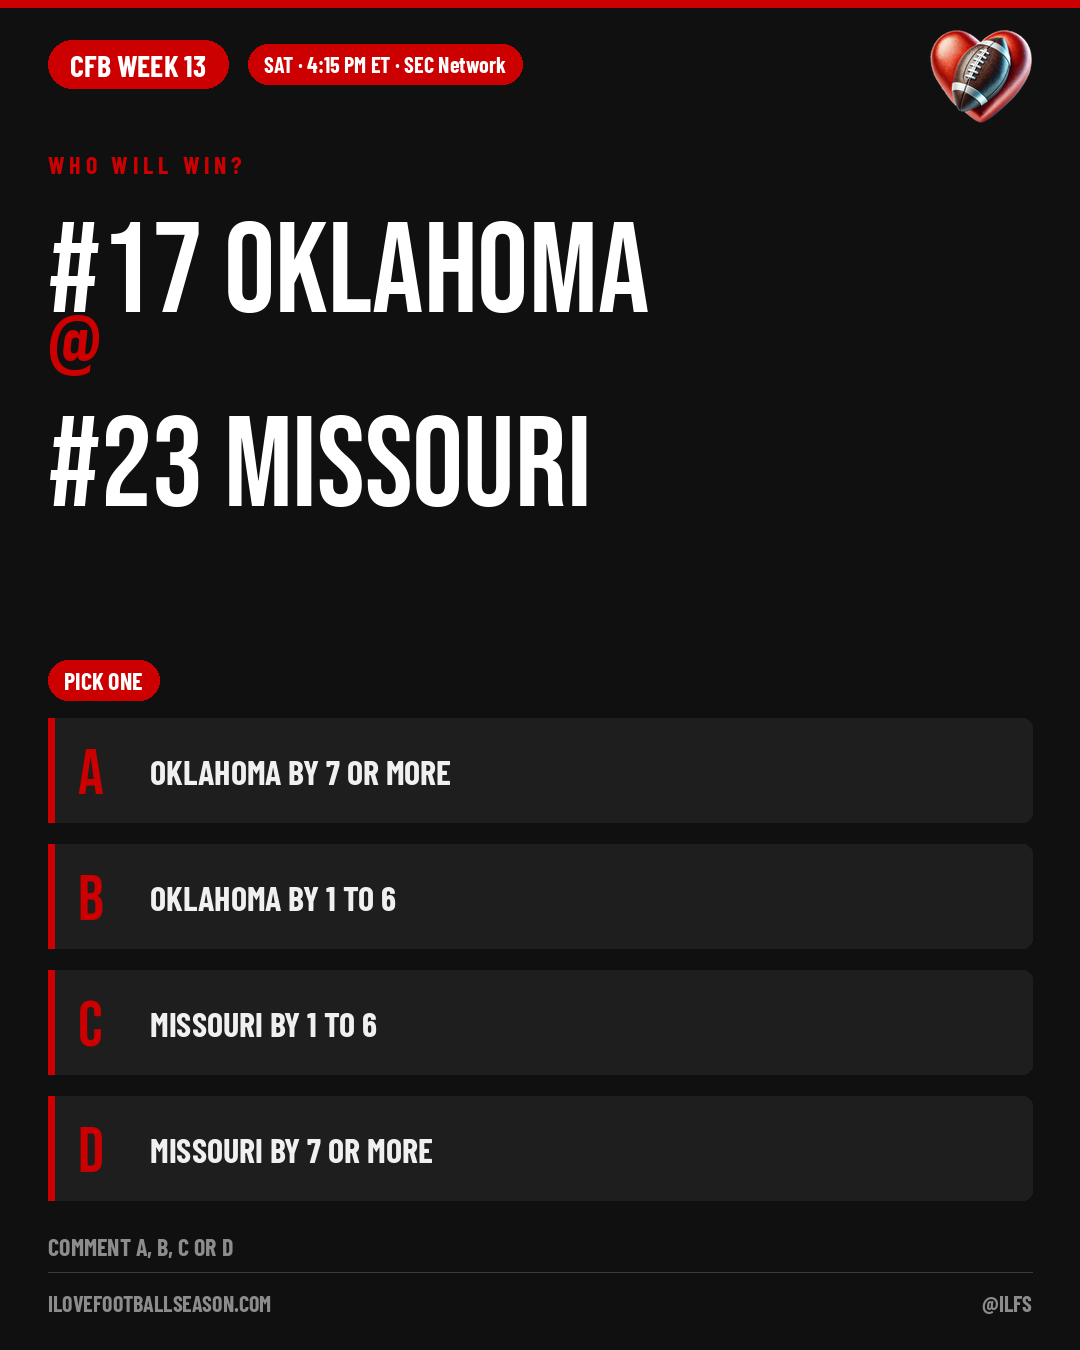 CFB WEEK 13
SAT · 4:15 PM ET · SEC Network
WHO WILL WIN?
#17 OKLAHOMA
@
#23 MISSOURI
PICK ONE
A OKLAHOMA BY 7 OR MORE
B OKLAHOMA BY 1 TO 6
C MISSOURI BY 1 TO 6
D MISSOURI BY 7 OR MORE
COMMENT A, B, C OR D
ILOVEFOOTBALLSEASON.COM
@ILFS